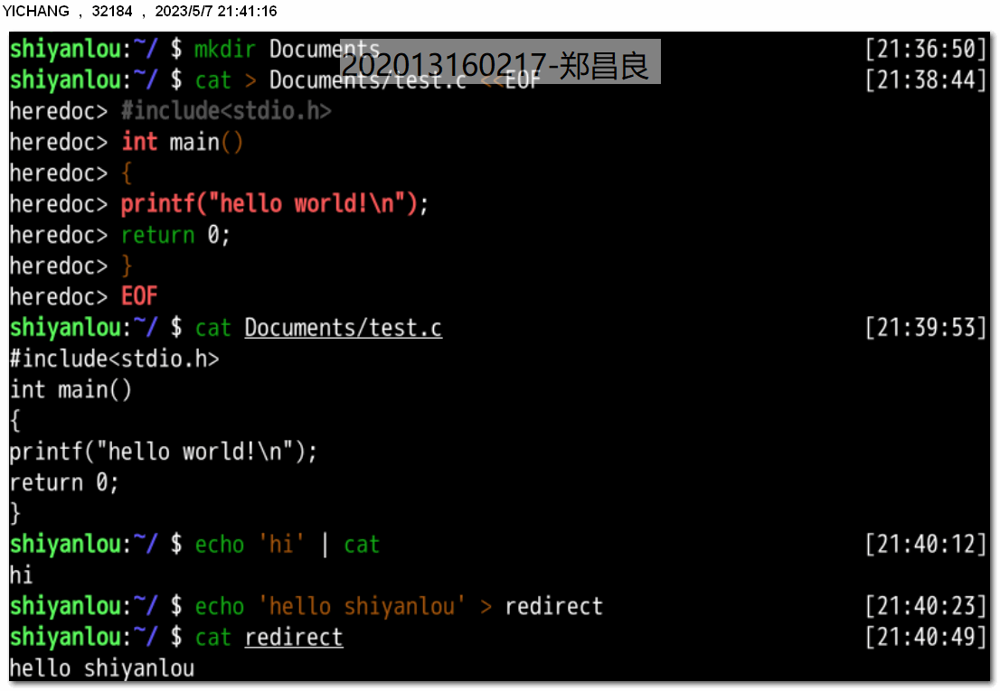 YICHANG , 32184 , 2023/5/7 21:41:16
shiyanlou:~/ $ mkdir Documents [21:36:50]
202013160217-郑昌良
shiyanlou:~/ $ cat > Documents/test.c <<EOF [21:38:44]
heredoc> #include<stdio.h>
heredoc> int main()
heredoc> {
heredoc> printf("hello world!\n");
heredoc> return 0;
heredoc> }
heredoc> EOF
shiyanlou:~/ $ cat Documents/test.c [21:39:53]
#include<stdio.h>
int main()
{
printf("hello world!\n");
return 0;
}
shiyanlou:~/ $ echo 'hi' | cat [21:40:12]
hi
shiyanlou:~/ $ echo 'hello shiyanlou' > redirect [21:40:23]
shiyanlou:~/ $ cat redirect [21:40:49]
hello shiyanlou